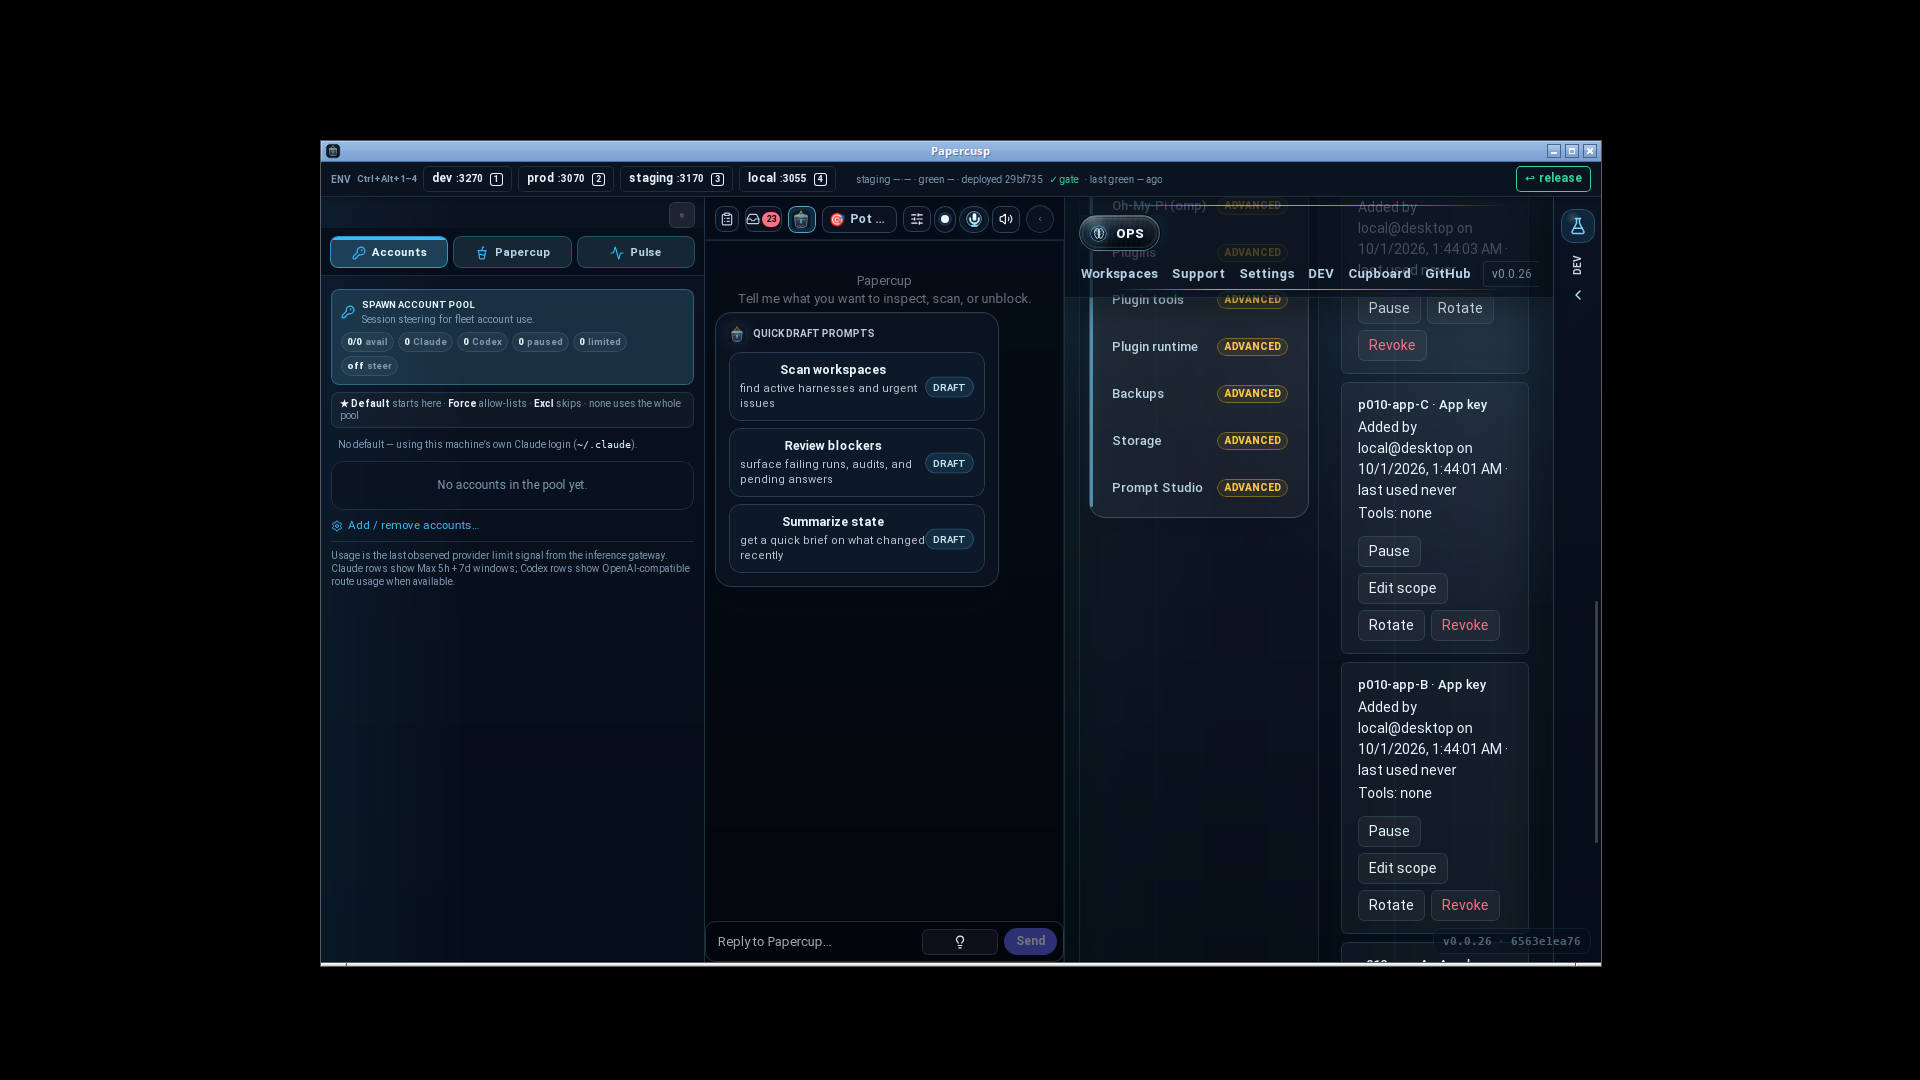 Papercusp
ENV Ctrl+Alt+1–4 dev :3270 1 prod :3070 2 staging :3170 3 local :3055 4 staging — · — · green — · deployed 29bf735 ✓ gate · last green — ago ↩ release
Accounts Papercup Pulse
SPAWN ACCOUNT POOL
Session steering for fleet account use.
0/0 avail 0 Claude 0 Codex 0 paused 0 limited
off steer
★ Default starts here · Force allow-lists · Excl skips · none uses the whole
pool
No default — using this machine's own Claude login (~/.claude).
No accounts in the pool yet.
Add / remove accounts...
Usage is the last observed provider limit signal from the inference gateway.
Claude rows show Max 5h + 7d windows; Codex rows show OpenAI-compatible
route usage when available.
23 Pot ...
Papercup
Tell me what you want to inspect, scan, or unblock.
QUICK DRAFT PROMPTS
Scan workspaces
find active harnesses and urgent
issues
DRAFT
Review blockers
surface failing runs, audits, and
pending answers
DRAFT
Summarize state
get a quick brief on what changed
recently
DRAFT
Reply to Papercup...
Send
OPS
Workspaces Support Settings DEV Cupboard GitHub v0.0.26
Oh-My-Pi (omp) ADVANCED
Plugins ADVANCED
Plugin tools ADVANCED
Plugin runtime ADVANCED
Backups ADVANCED
Storage ADVANCED
Prompt Studio ADVANCED
Added by
local@desktop on
10/1/2026, 1:44:03 AM ·
last used never
Pause Rotate
Revoke
p010-app-C · App key
Added by
local@desktop on
10/1/2026, 1:44:01 AM ·
last used never
Tools: none
Pause
Edit scope
Rotate Revoke
p010-app-B · App key
Added by
local@desktop on
10/1/2026, 1:44:01 AM ·
last used never
Tools: none
Pause
Edit scope
Rotate Revoke
v0.0.26 · 6563e1ea76
DEV